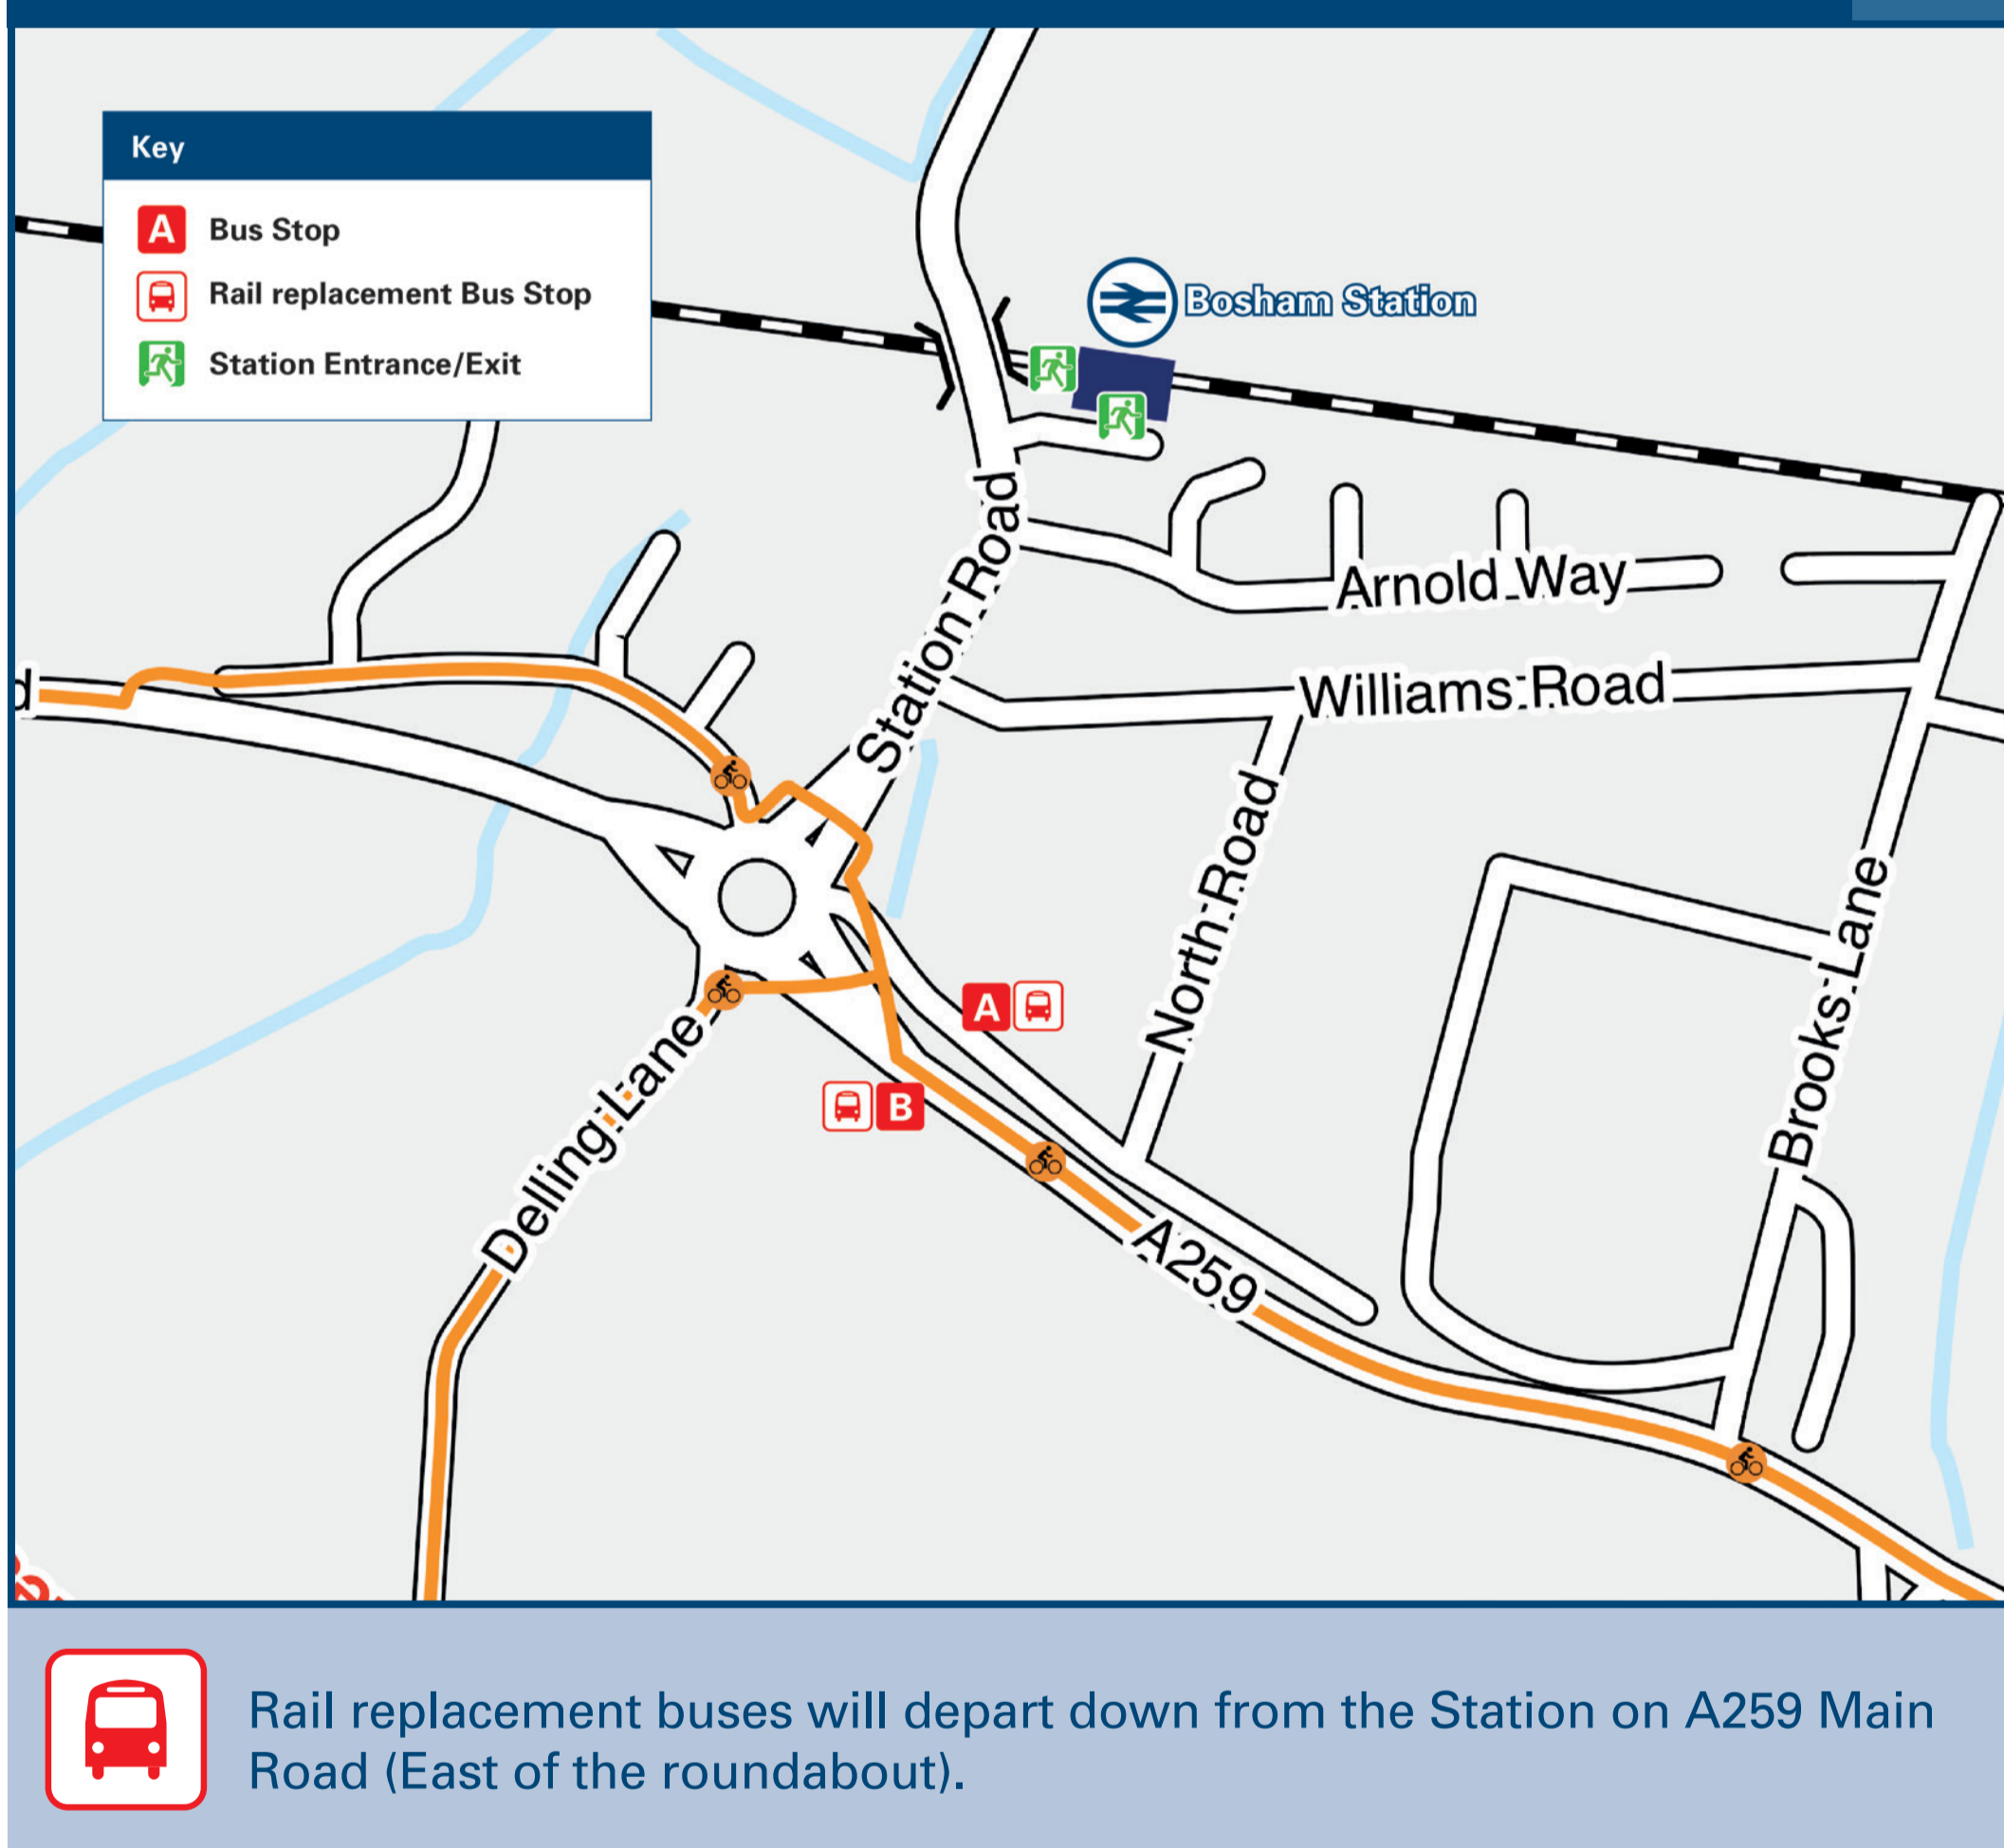 Key
A Bus Stop
Rail replacement Bus Stop
Station Entrance/Exit
Bosham Station
Station Road
Arnold Way
Williams Road
North Road
Brooks Lane
A
B
Delling Lane
A259
Rail replacement buses will depart down from the Station on A259 Main
Road (East of the roundabout).